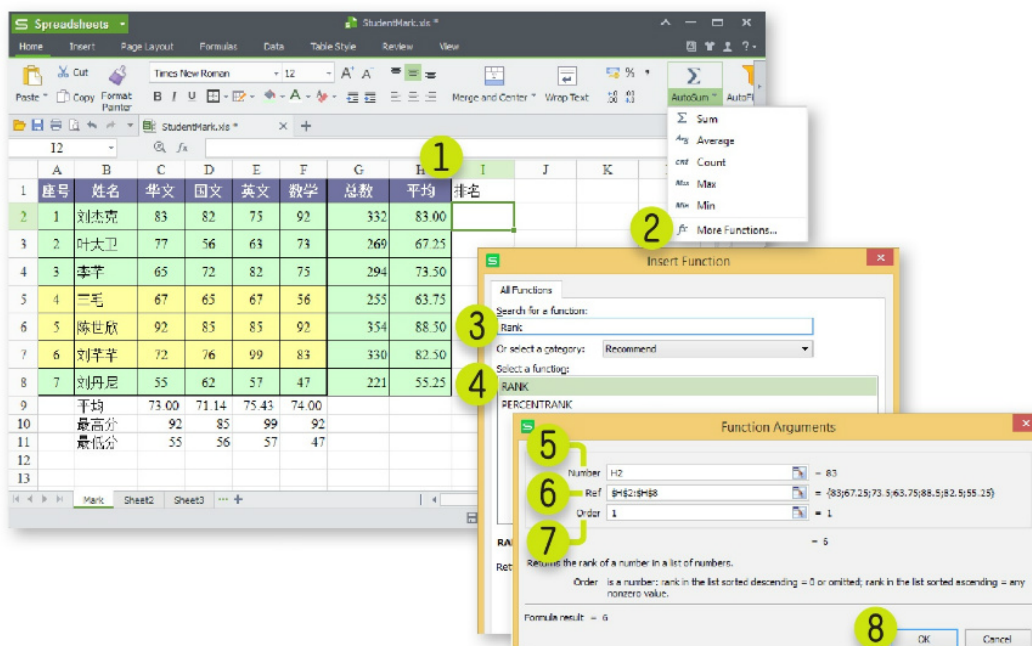 Spreadsheets
StudentMark.xls *
Home Insert Page Layout Formulas Data Table Style Review View
Paste Cut Copy Format Painter Times New Roman 12 A A B I U A Merge and Center Wrap Text % AutoSum
StudentMark.xls * × +
I2 fx
A B C D E F G H I J K
1 座号 姓名 华文 国文 英文 数学 总数 平均 排名
2 1 刘杰克 83 82 75 92 332 83.00
3 2 叶大卫 77 56 63 73 269 67.25
4 3 李芊 65 72 82 75 294 73.50
5 4 三毛 67 65 67 56 255 63.75
6 5 陈世欣 92 85 85 92 354 88.50
7 6 刘芊芊 72 76 99 83 330 82.50
8 7 刘丹尼 55 62 57 47 221 55.25
9 平均 73.00 71.14 75.43 74.00
10 最高分 92 85 99 92
11 最低分 55 56 57 47
12
13
Mark Sheet2 Sheet3 ··· +
1
Σ Sum
Avg Average
cnt Count
Max Max
Min Min
2 fx More Functions...
Insert Function
All Functions
Search for a function:
3 Rank
Or select a category: Recommend
Select a function:
4 RANK
PERCENTRANK
Function Arguments
5 Number H2 = 83
6 Ref $H$2:$H$8 = {83;67.25;73.5;63.75;88.5;82.5;55.25}
7 Order 1 = 1
= 6
Returns the rank of a number in a list of numbers.
Order is a number: rank in the list sorted descending = 0 or omitted; rank in the list sorted ascending = any
nonzero value.
Formula result = 6
8 OK Cancel